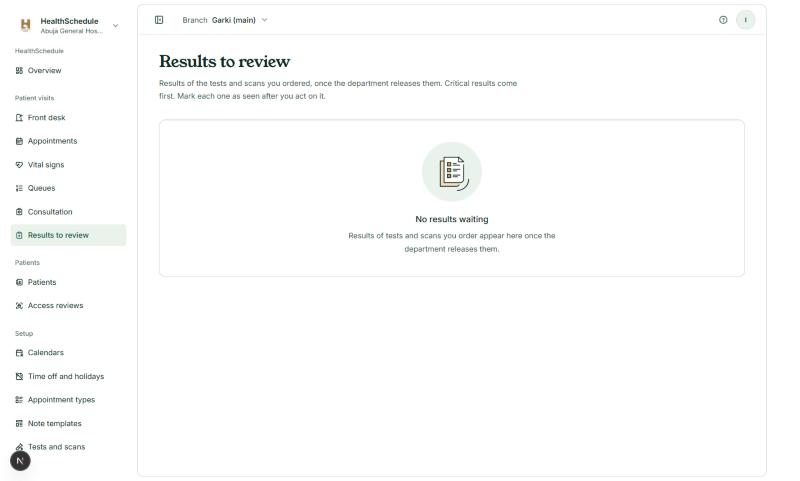 HealthSchedule
Abuja General Hos...
HealthSchedule
Overview
Patient visits
Front desk
Appointments
Vital signs
Queues
Consultation
Results to review
Patients
Patients
Access reviews
Setup
Calendars
Time off and holidays
Appointment types
Note templates
Tests and scans
N
Branch Garki (main)
I
Results to review
Results of the tests and scans you ordered, once the department releases them. Critical results come
first. Mark each one as seen after you act on it.
No results waiting
Results of tests and scans you order appear here once the
department releases them.